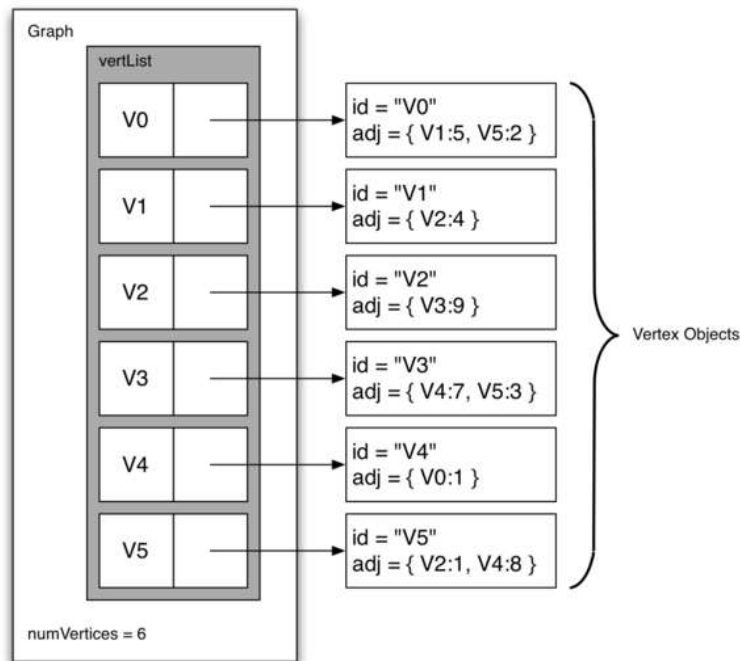 Graph
vertList
V0
id = "V0"
adj = { V1:5, V5:2 }
V1
id = "V1"
adj = { V2:4 }
V2
id = "V2"
adj = { V3:9 }
V3
id = "V3"
adj = { V4:7, V5:3 }
V4
id = "V4"
adj = { V0:1 }
V5
id = "V5"
adj = { V2:1, V4:8 }
Vertex Objects
numVertices = 6